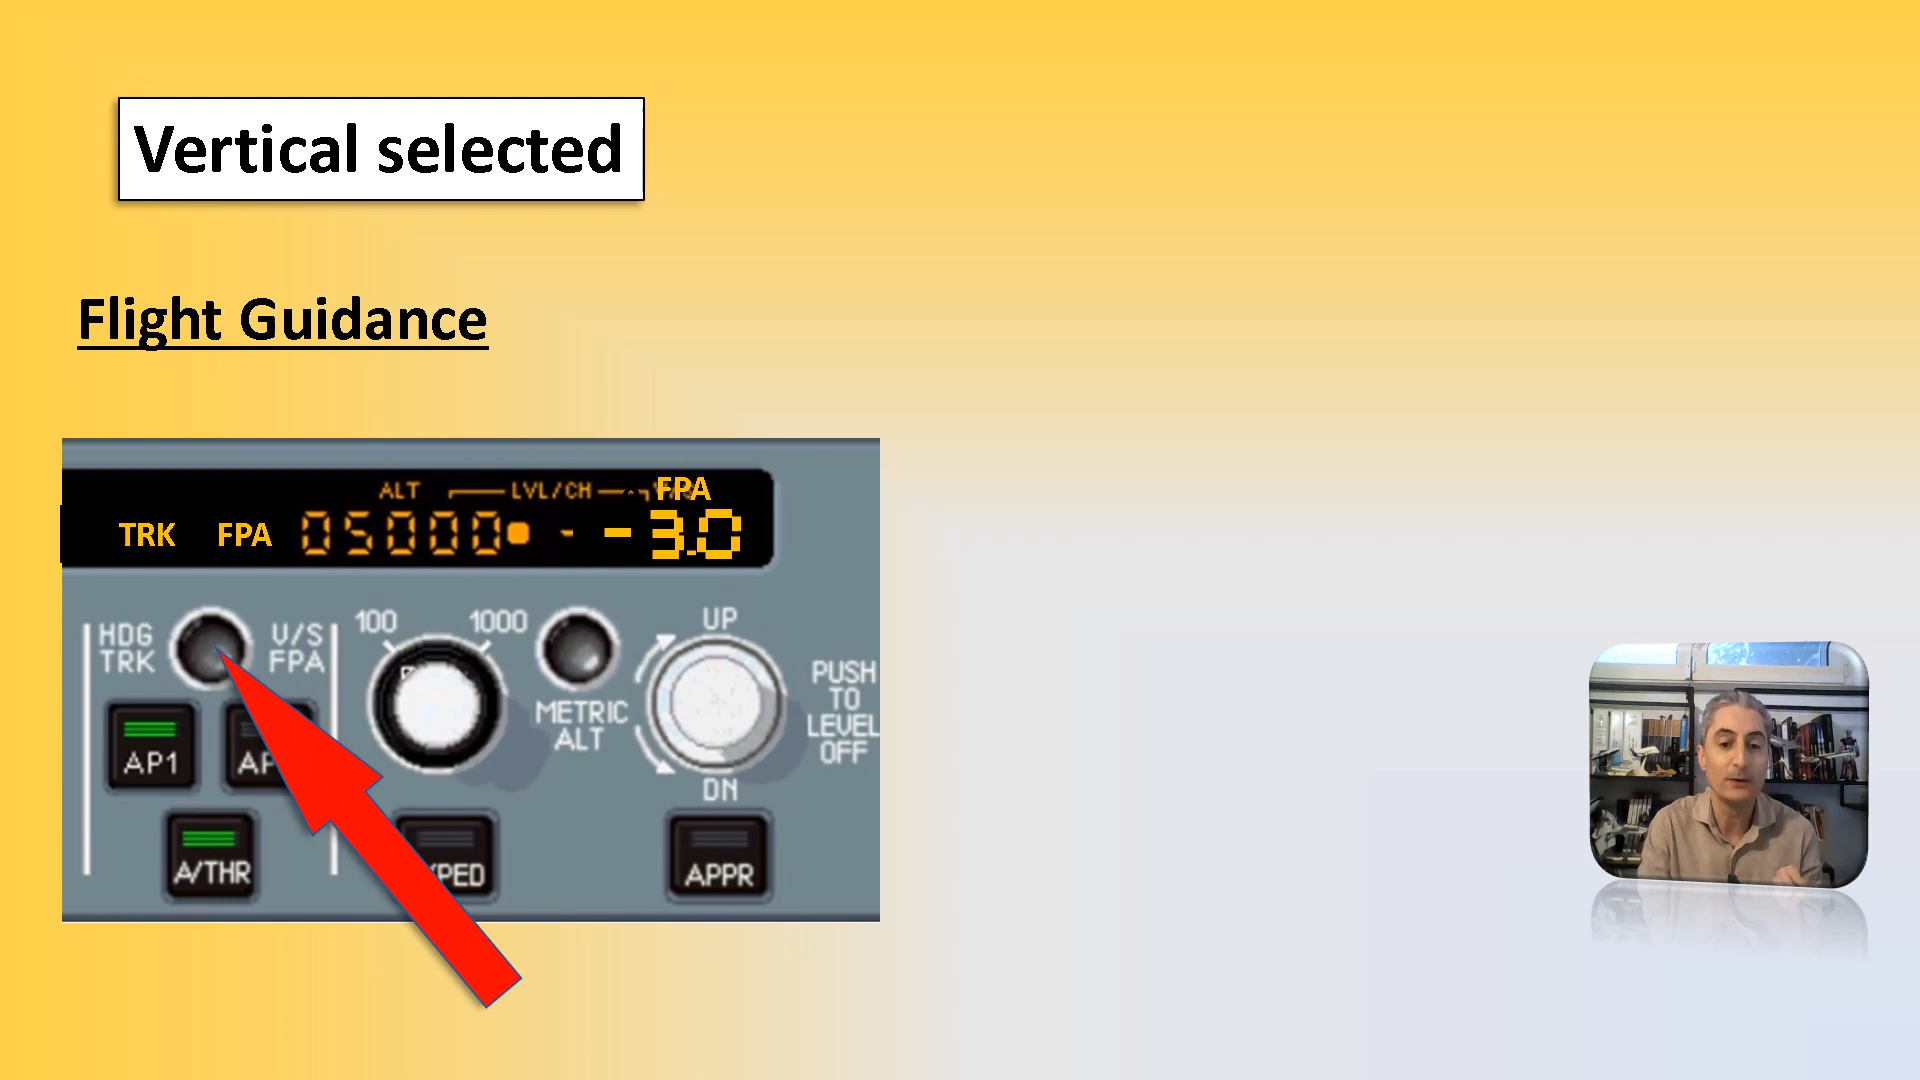 Vertical selected
Flight Guidance
ALT LVL/CH FPA
TRK FPA 05000 - -3.0
HDG TRK
V/S FPA
100 1000
UP
METRIC ALT
PUSH TO LEVEL OFF
DN
AP1
A/THR
APPR